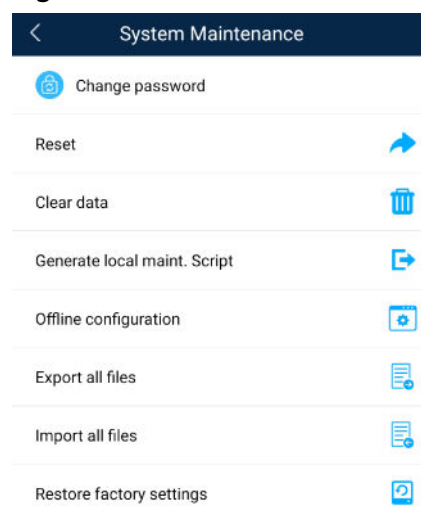 System Maintenance
Change password
Reset
Clear data
Generate local maint. Script
Offline configuration
Export all files
Import all files
Restore factory settings